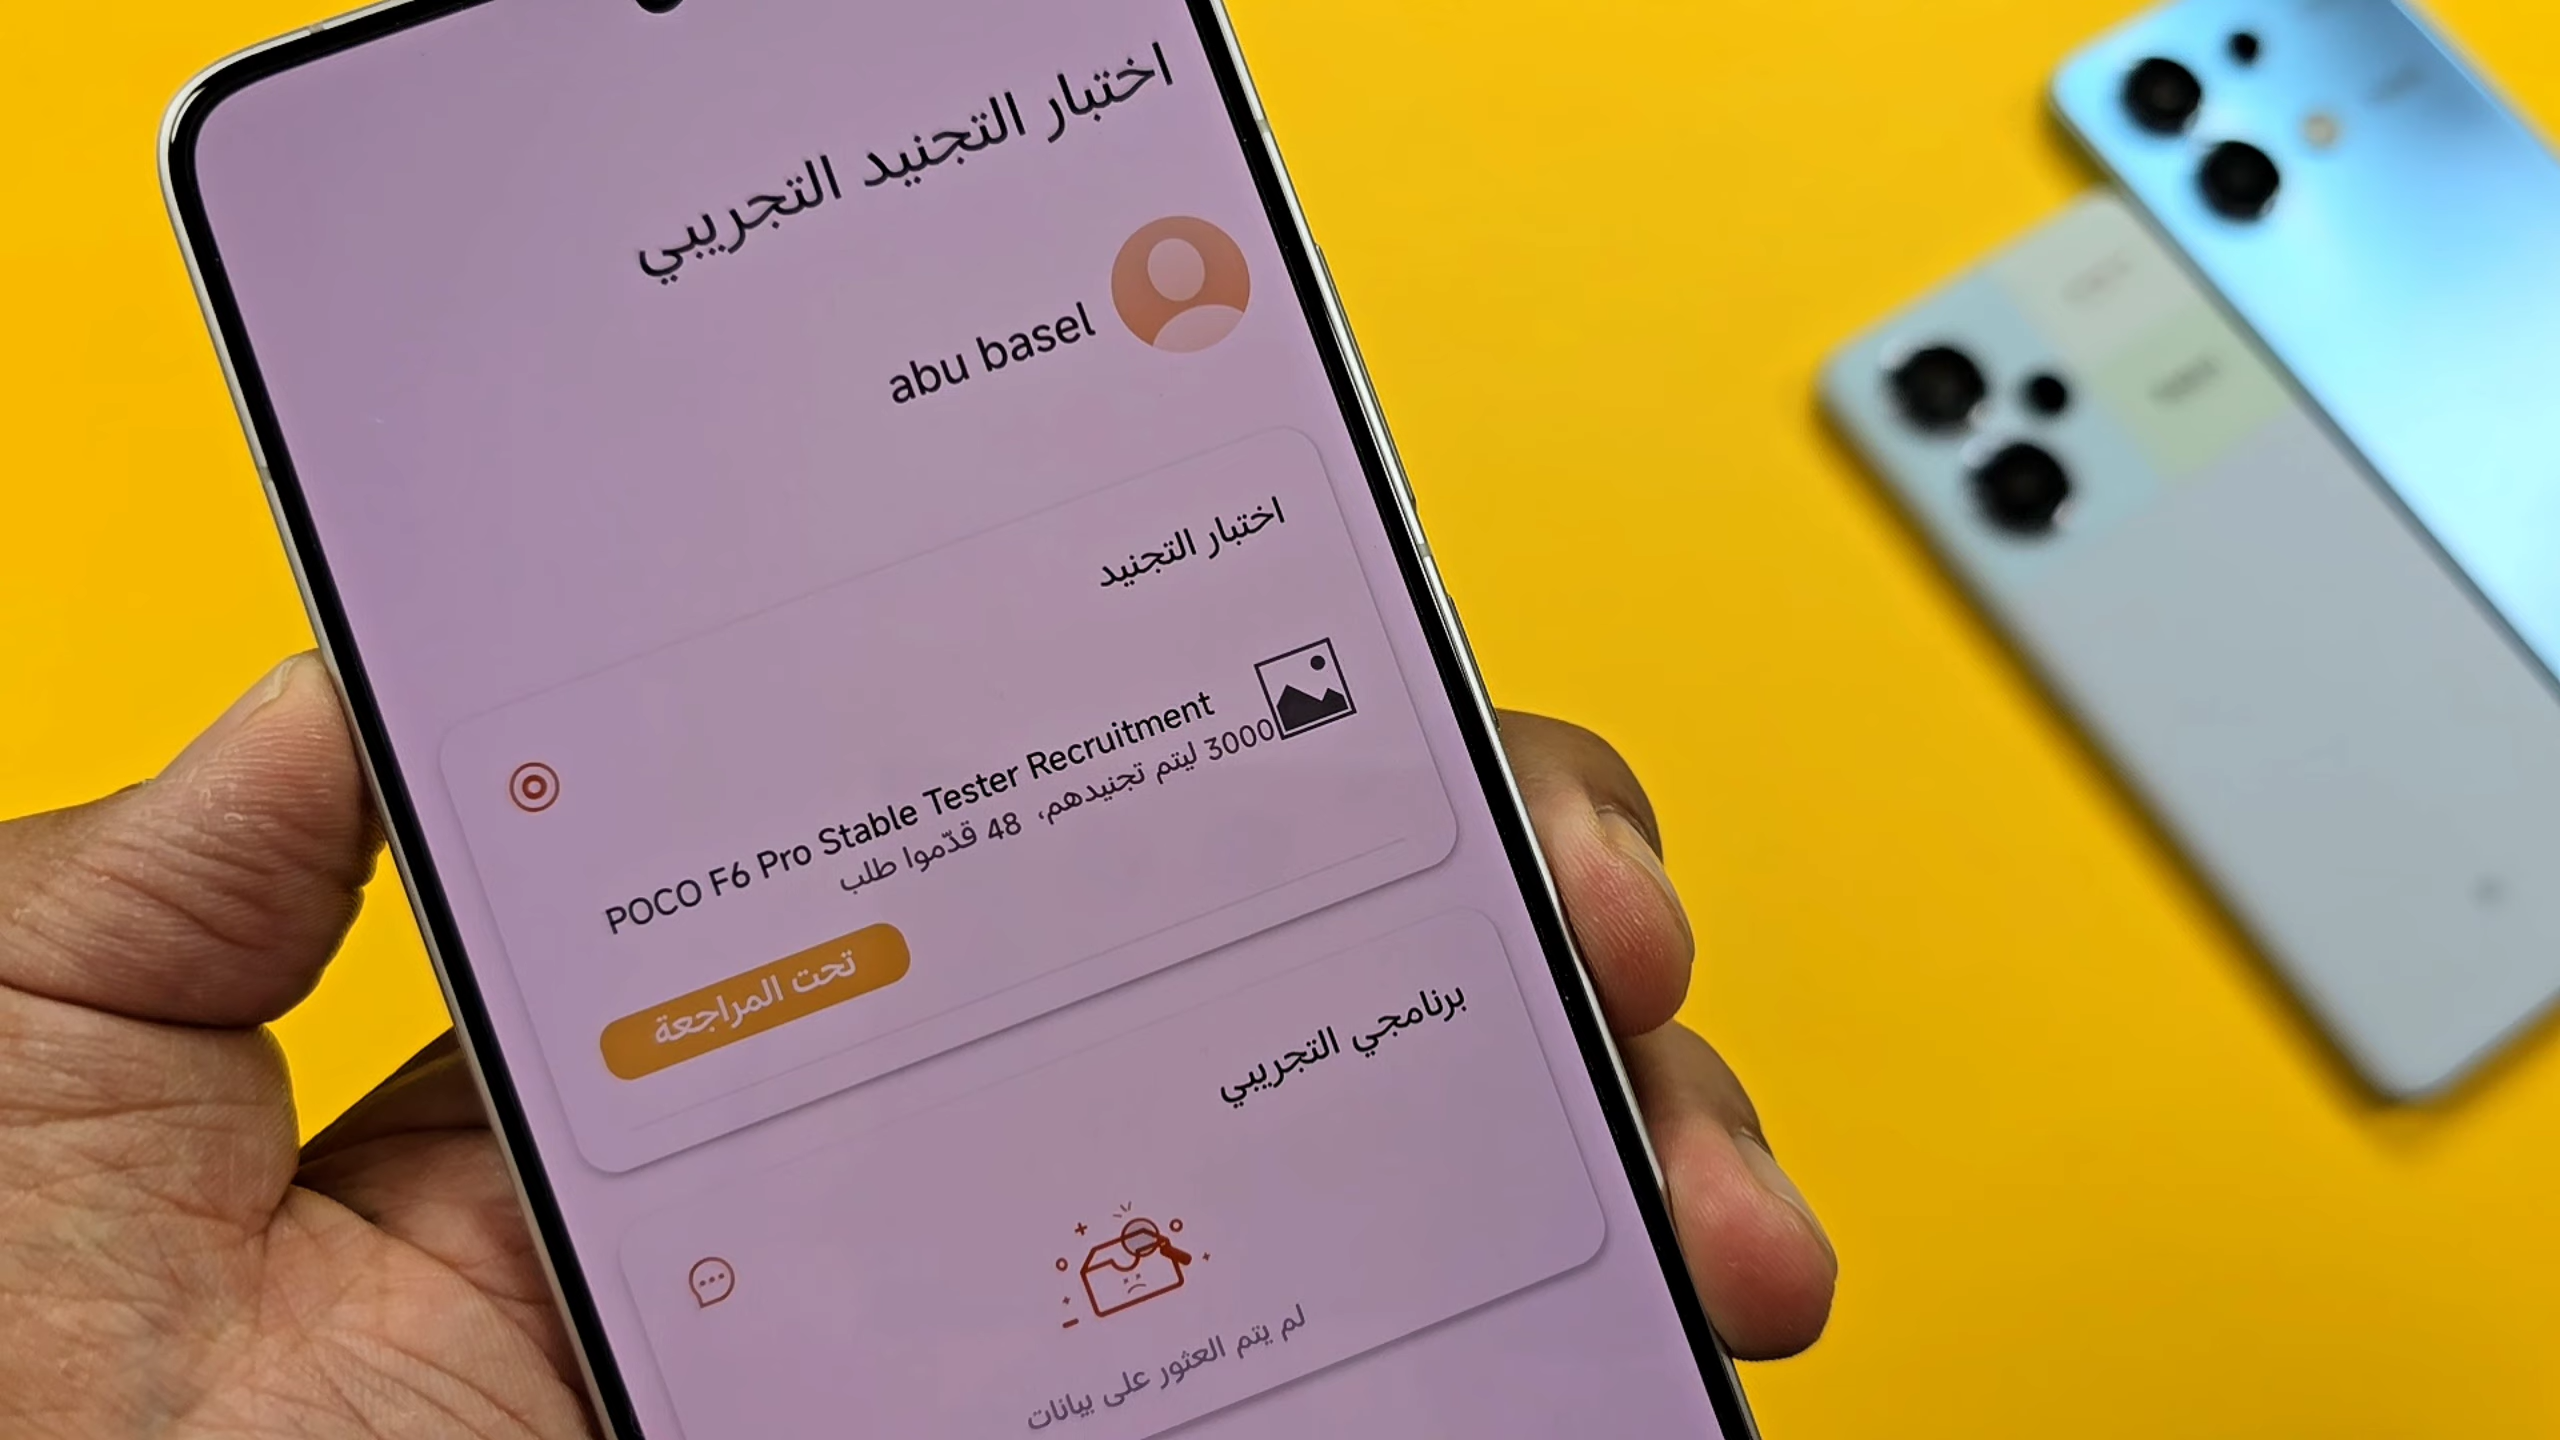 اختبار التجنيد التجريبي
abu basel
اختبار التجنيد
POCO F6 Pro Stable Tester Recruitment
3000 ليتم تجنيدهم، 48 قدّموا طلب
تحت المراجعة
برنامجي التجريبي
لم يتم العثور على بيانات